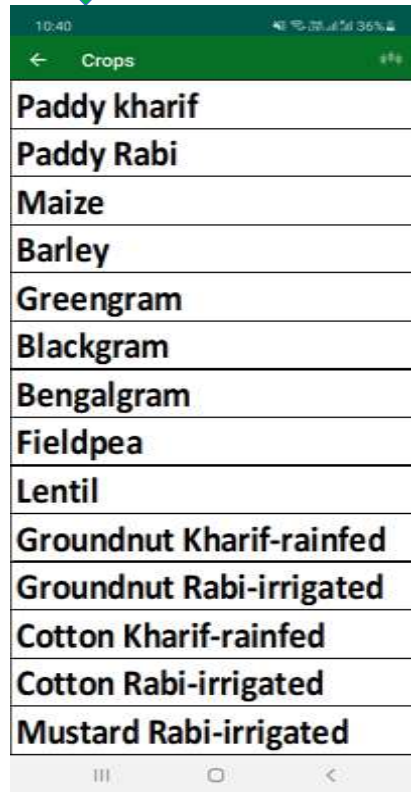 10:40 36%
Crops
Paddy kharif
Paddy Rabi
Maize
Barley
Greengram
Blackgram
Bengalgram
Fieldpea
Lentil
Groundnut Kharif-rainfed
Groundnut Rabi-irrigated
Cotton Kharif-rainfed
Cotton Rabi-irrigated
Mustard Rabi-irrigated